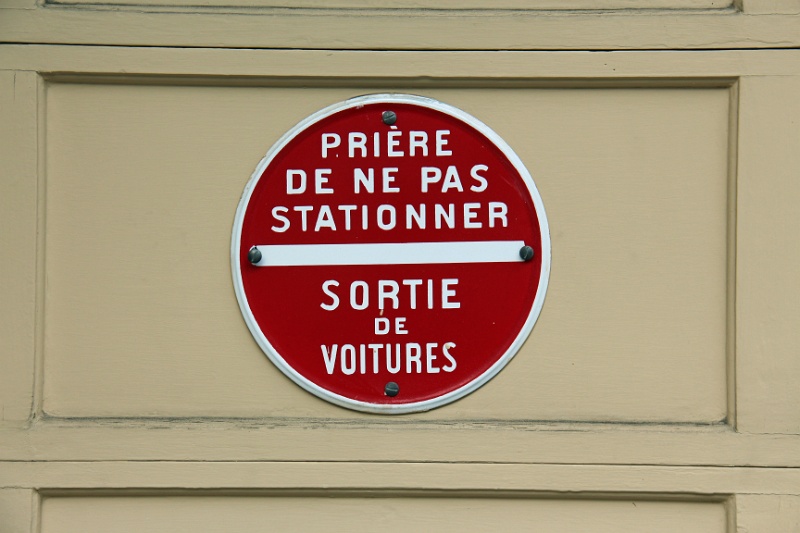 PRIÈRE
DE NE PAS
STATIONNER
SORTIE
DE
VOITURES